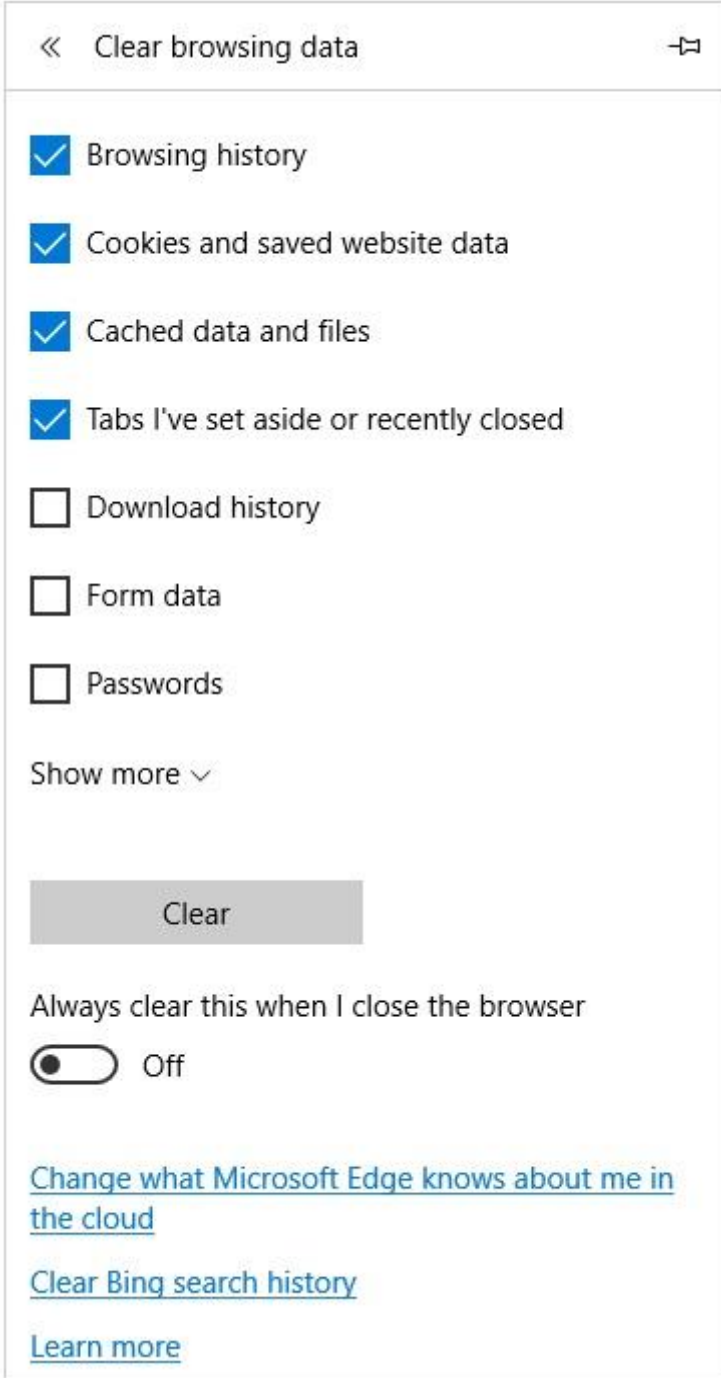 Clear browsing data
Browsing history
Cookies and saved website data
Cached data and files
Tabs I've set aside or recently closed
Download history
Form data
Passwords
Show more
Clear
Always clear this when I close the browser
Off
Change what Microsoft Edge knows about me in
the cloud
Clear Bing search history
Learn more